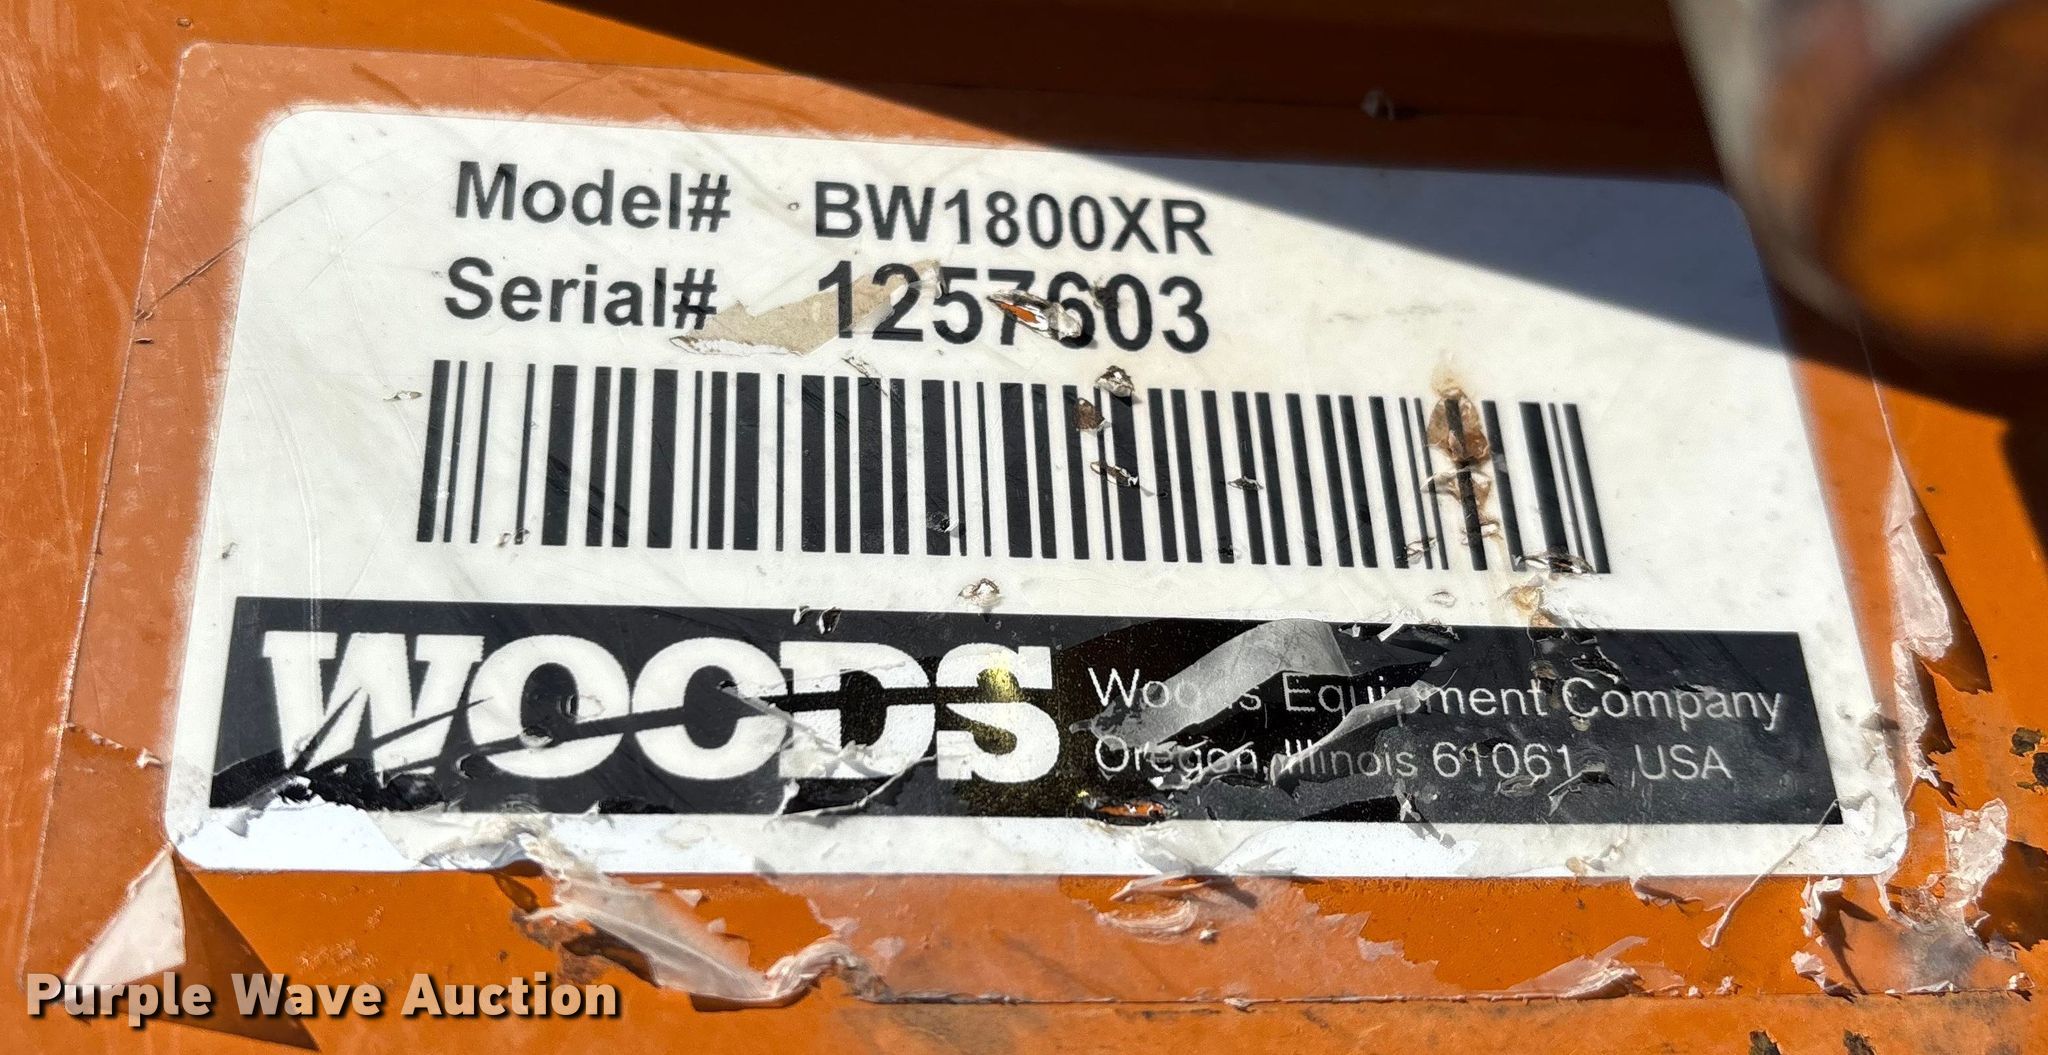 Model# BW1800XR
Serial# 1257603
WOODS
Woods Equipment Company
Oregon, Illinois 61061 USA
Purple Wave Auction